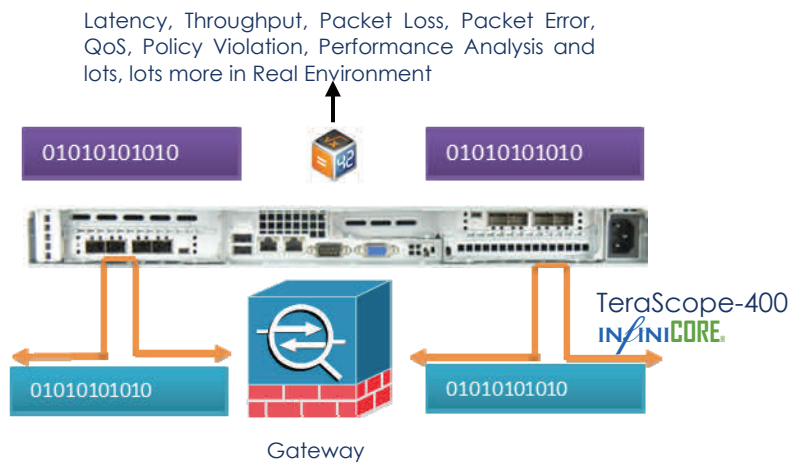 Latency, Throughput, Packet Loss, Packet Error,
QoS, Policy Violation, Performance Analysis and
lots, lots more in Real Environment
01010101010
01010101010
√x
= 42
TeraScope-400
INFINICORE
01010101010
01010101010
Gateway